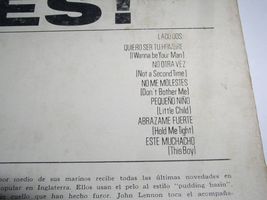 ES!
LADO DOS:
QUIERO SER TU HOMBRE
(I Wanna be Your Man)
NO OTRA VEZ
(Not a Second Time)
NO ME MOLESTES
(Don't Bother Me)
PEQUEÑO NIÑO
(Little Child)
ABRAZAME FUERTE
(Hold Me Tight)
ESTE MUCHACHO
(This Boy)
por medio de sus marinos recibe todas las últimas novedades en
popular en Inglaterra. Ellos usan el pelo al estilo "pudding basin".
cuello que han hecho furor. John Lennon toca el acompaña-